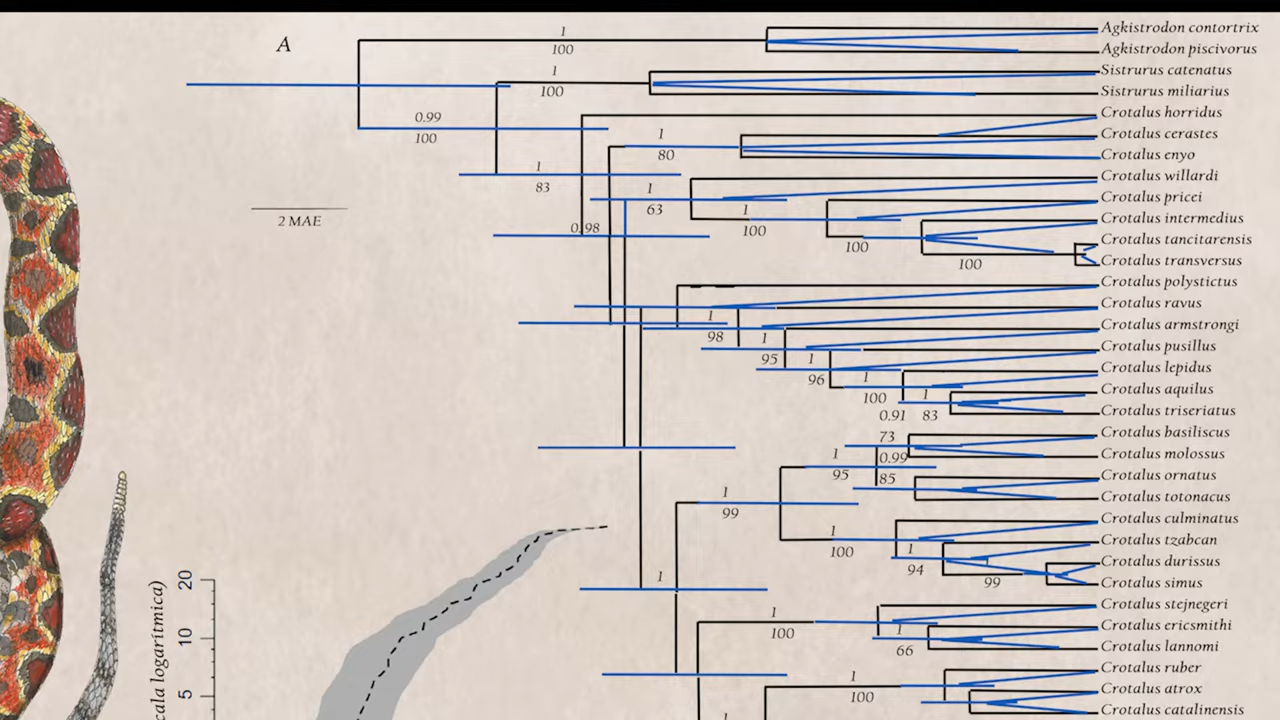 A
1
100
Agkistrodon contortrix
Agkistrodon piscivorus
1
100
Sistrurus catenatus
Sistrurus miliarius
0.99
100
Crotalus horridus
Crotalus cerastes
1
80
Crotalus enyo
1
83
Crotalus willardi
1
63
Crotalus pricei
2 MAE
1
100
Crotalus intermedius
0.98
100
Crotalus tancitarensis
100
Crotalus transversus
Crotalus polystictus
Crotalus ravus
1
98
Crotalus armstrongi
1
95
Crotalus pusillus
1
96
Crotalus lepidus
1
100
Crotalus aquilus
0.91
1
83
Crotalus triseriatus
73
Crotalus basiliscus
0.99
Crotalus molossus
1
95
85
Crotalus ornatus
1
99
Crotalus totonacus
Crotalus culminatus
1
100
Crotalus tzabcan
1
94
Crotalus durissus
1
99
Crotalus simus
20
10
5
cala logarítmica)
Crotalus stejnegeri
1
100
Crotalus ericsmithi
1
66
Crotalus lannomi
Crotalus ruber
1
100
Crotalus atrox
Crotalus catalinensis
1